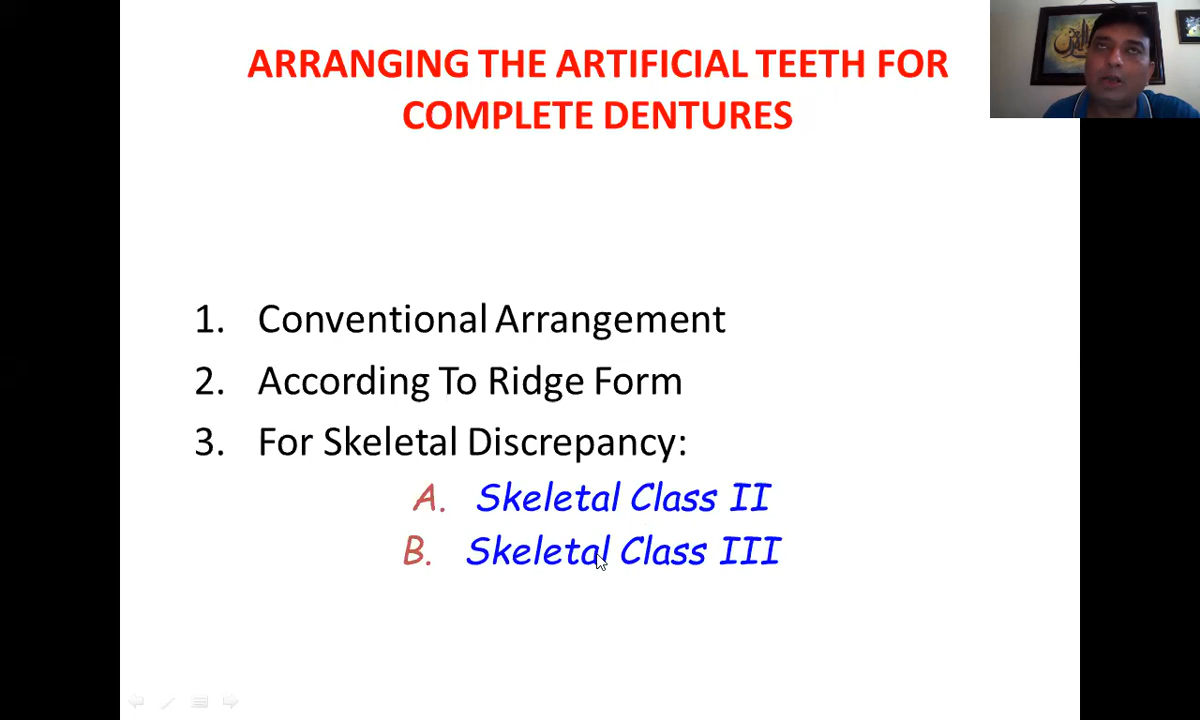 ARRANGING THE ARTIFICIAL TEETH FOR
COMPLETE DENTURES
1. Conventional Arrangement
2. According To Ridge Form
3. For Skeletal Discrepancy:
A. Skeletal Class II
B. Skeletal Class III